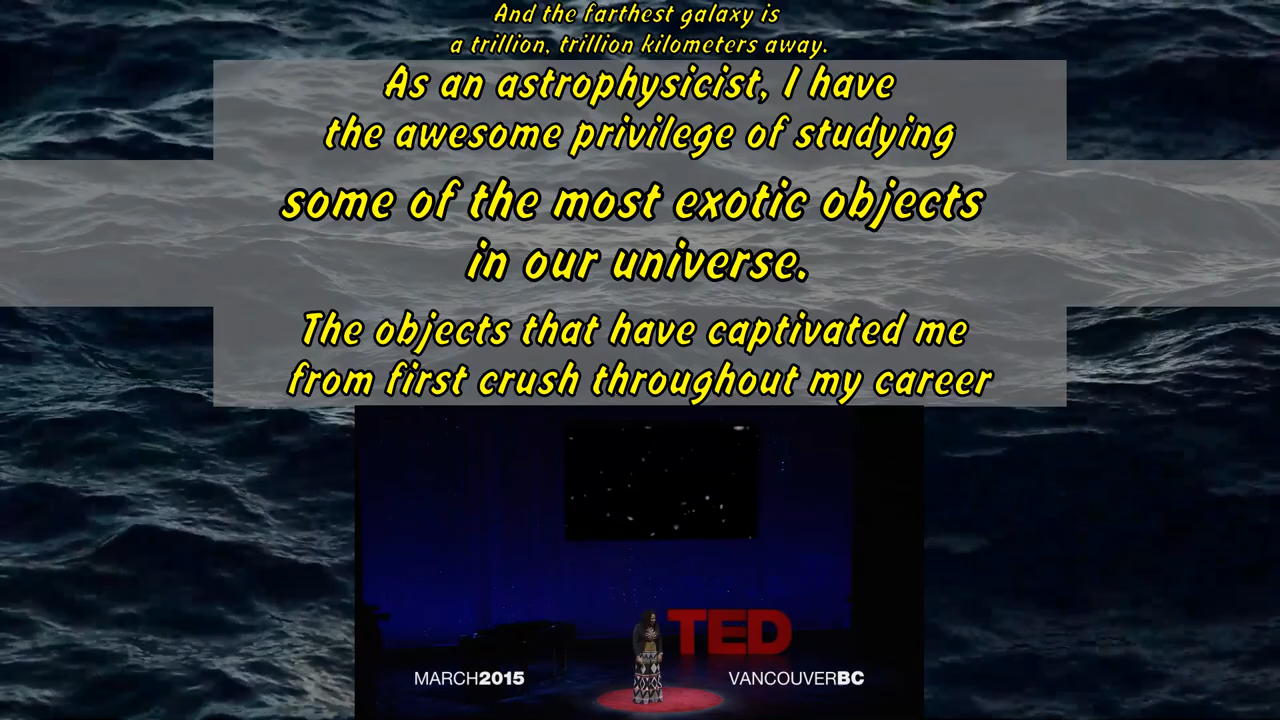 And the farthest galaxy is
a trillion, trillion kilometers away.
As an astrophysicist, I have
the awesome privilege of studying
some of the most exotic objects
in our universe.
The objects that have captivated me
from first crush throughout my career
TED
MARCH2015
VANCOUVERBC